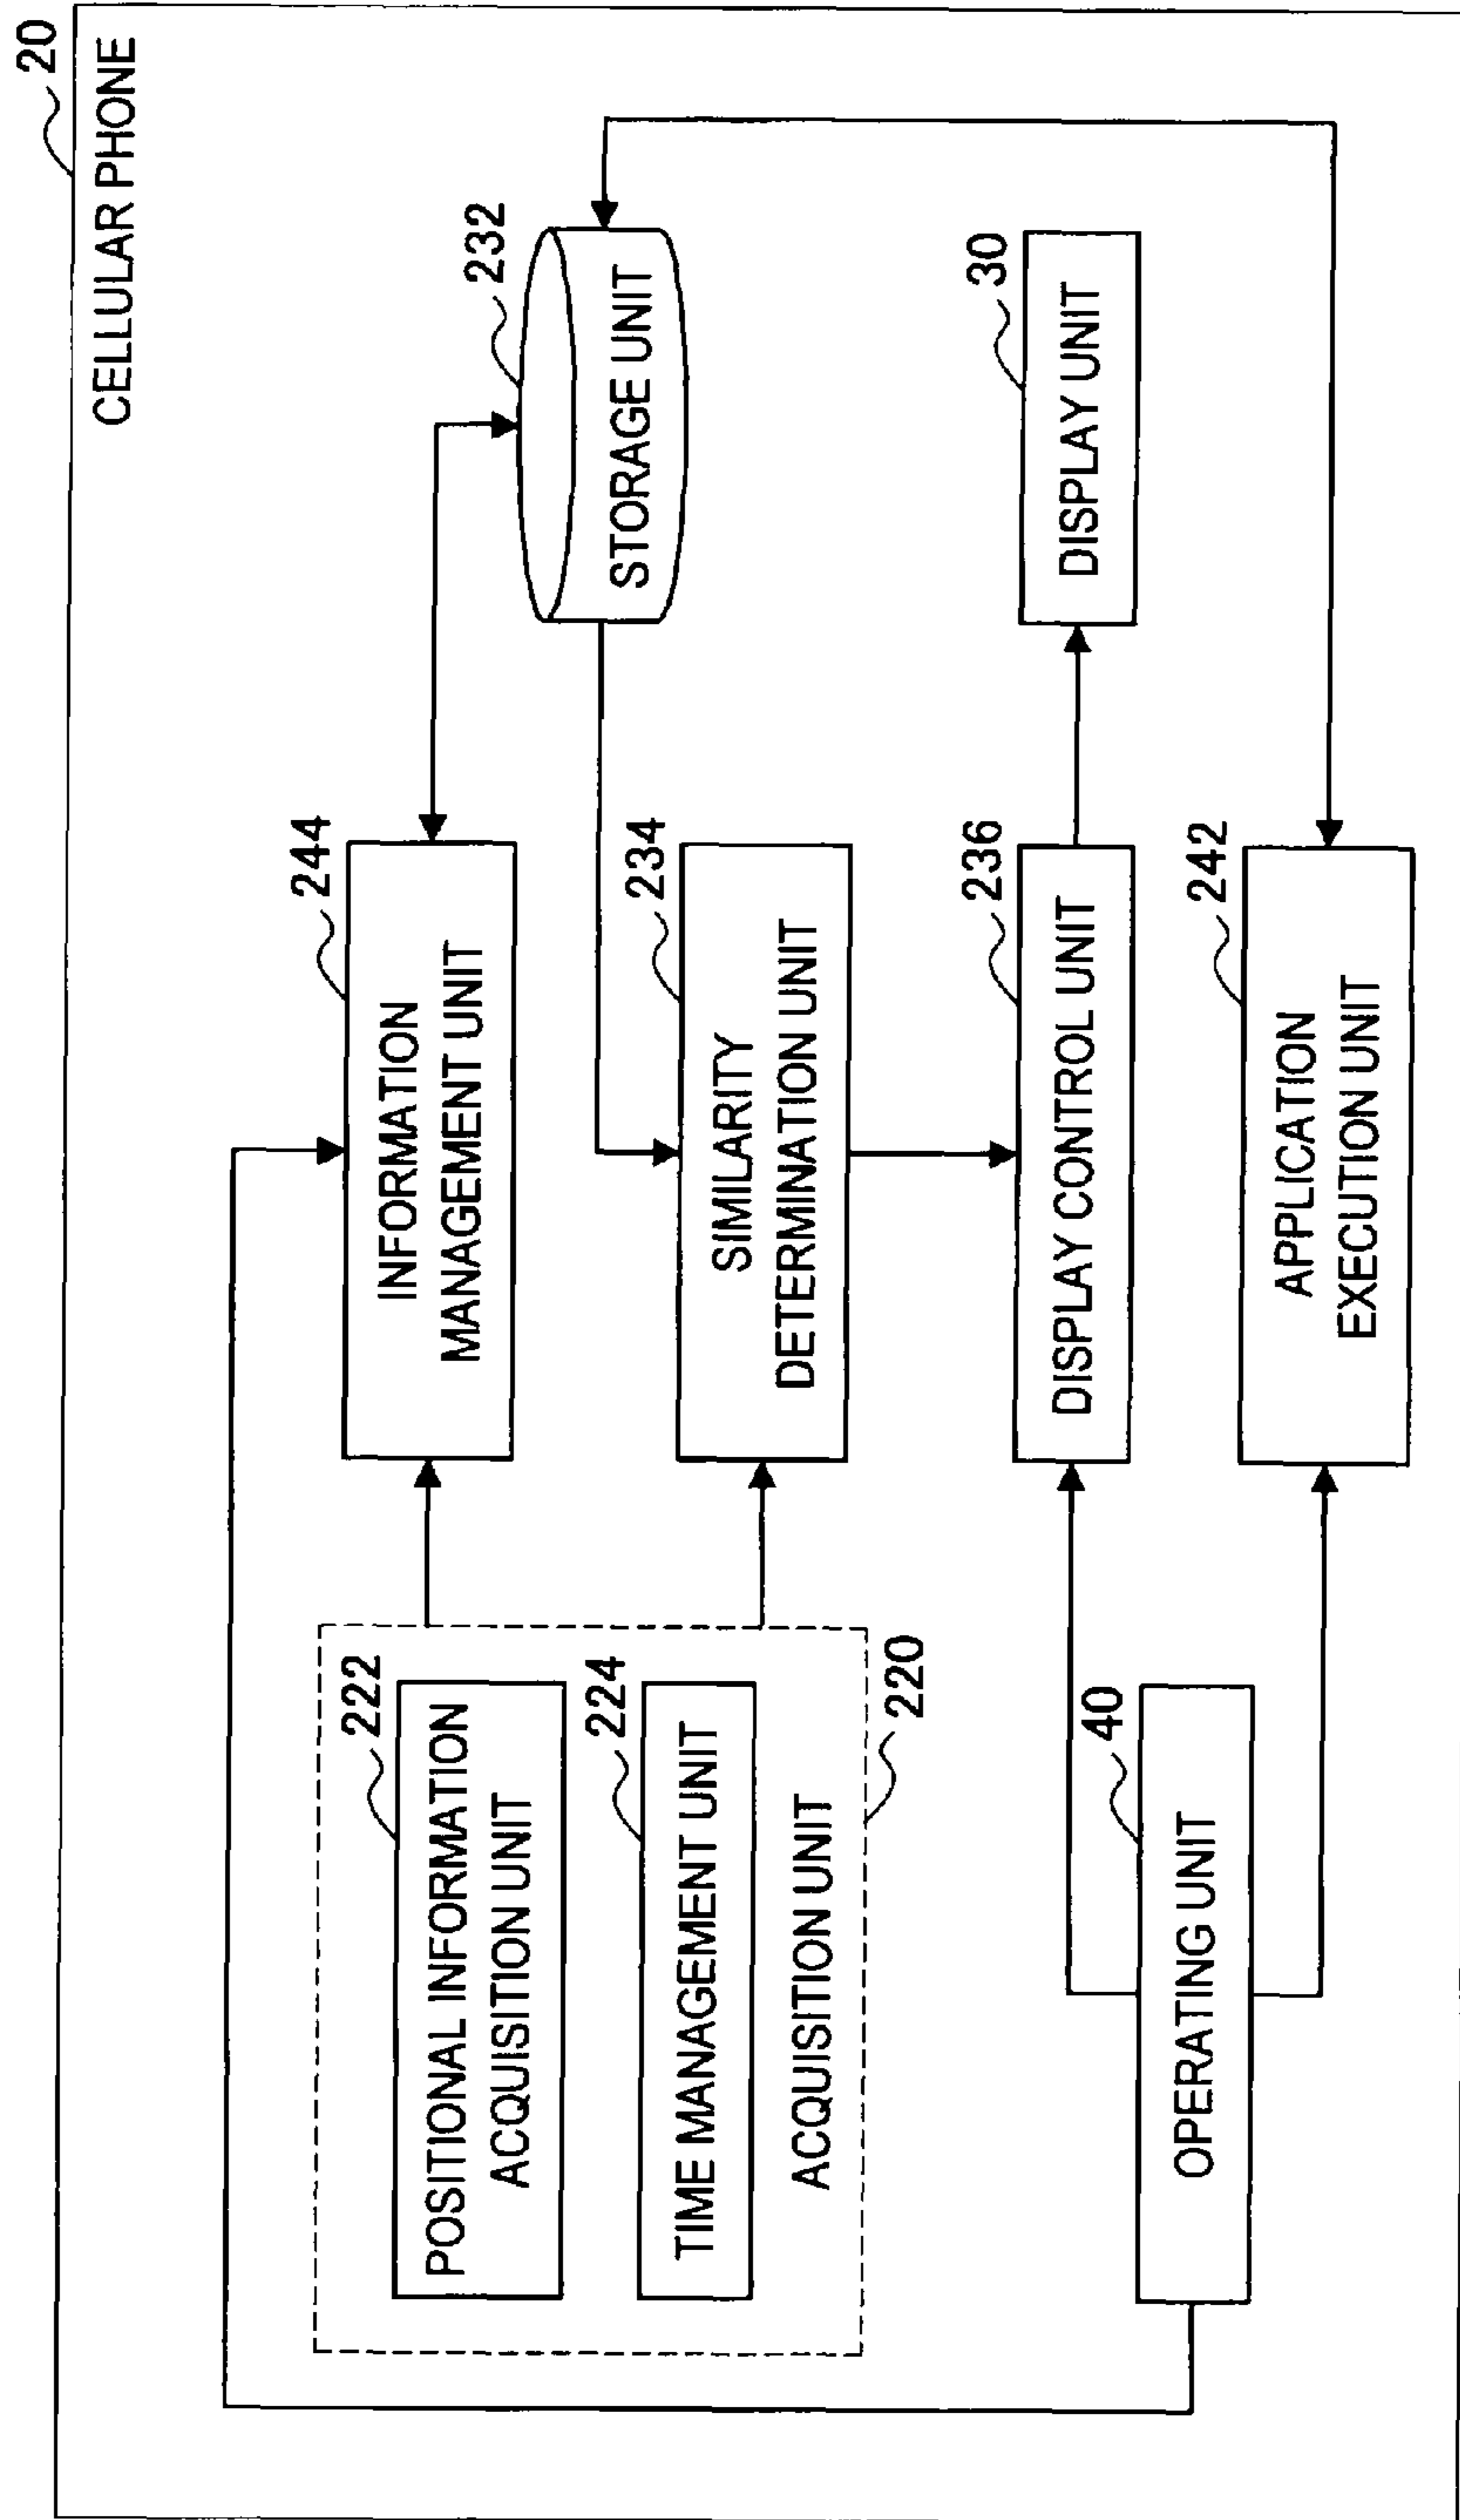 20
CELLULAR PHONE
222
POSITIONAL INFORMATION
ACQUISITION UNIT
224
TIME MANAGEMENT UNIT
ACQUISITION UNIT
220
40
OPERATING UNIT
244
INFORMATION
MANAGEMENT UNIT
234
SIMILARITY
DETERMINATION UNIT
236
DISPLAY CONTROL UNIT
242
APPLICATION
EXECUTION UNIT
232
STORAGE UNIT
30
DISPLAY UNIT